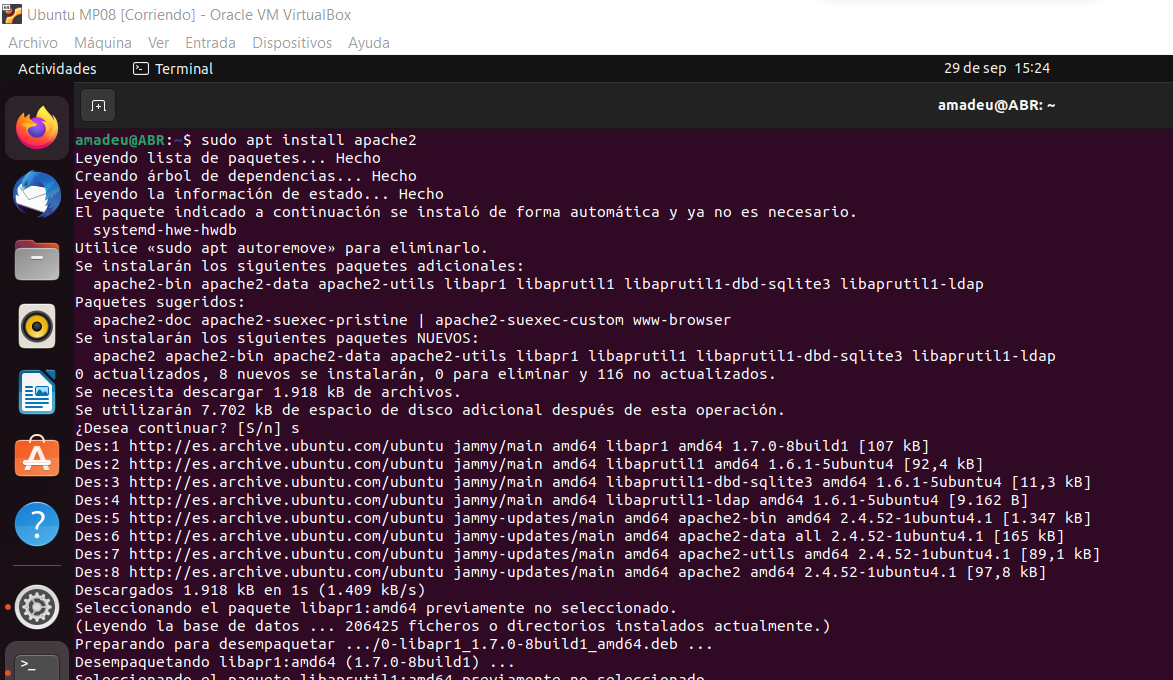 Ubuntu MP08 [Corriendo] - Oracle VM VirtualBox
Archivo Máquina Ver Entrada Dispositivos Ayuda
Actividades Terminal 29 de sep 15:24
amadeu@ABR: ~
amadeu@ABR:~$ sudo apt install apache2
Leyendo lista de paquetes... Hecho
Creando árbol de dependencias... Hecho
Leyendo la información de estado... Hecho
El paquete indicado a continuación se instaló de forma automática y ya no es necesario.
systemd-hwe-hwdb
Utilice «sudo apt autoremove» para eliminarlo.
Se instalarán los siguientes paquetes adicionales:
apache2-bin apache2-data apache2-utils libapr1 libaprutil1 libaprutil1-dbd-sqlite3 libaprutil1-ldap
Paquetes sugeridos:
apache2-doc apache2-suexec-pristine | apache2-suexec-custom www-browser
Se instalarán los siguientes paquetes NUEVOS:
apache2 apache2-bin apache2-data apache2-utils libapr1 libaprutil1 libaprutil1-dbd-sqlite3 libaprutil1-ldap
0 actualizados, 8 nuevos se instalarán, 0 para eliminar y 116 no actualizados.
Se necesita descargar 1.918 kB de archivos.
Se utilizarán 7.702 kB de espacio de disco adicional después de esta operación.
¿Desea continuar? [S/n] s
Des:1 http://es.archive.ubuntu.com/ubuntu jammy/main amd64 libapr1 amd64 1.7.0-8build1 [107 kB]
Des:2 http://es.archive.ubuntu.com/ubuntu jammy/main amd64 libaprutil1 amd64 1.6.1-5ubuntu4 [92,4 kB]
Des:3 http://es.archive.ubuntu.com/ubuntu jammy/main amd64 libaprutil1-dbd-sqlite3 amd64 1.6.1-5ubuntu4 [11,3 kB]
Des:4 http://es.archive.ubuntu.com/ubuntu jammy/main amd64 libaprutil1-ldap amd64 1.6.1-5ubuntu4 [9.162 B]
Des:5 http://es.archive.ubuntu.com/ubuntu jammy-updates/main amd64 apache2-bin amd64 2.4.52-1ubuntu4.1 [1.347 kB]
Des:6 http://es.archive.ubuntu.com/ubuntu jammy-updates/main amd64 apache2-data all 2.4.52-1ubuntu4.1 [165 kB]
Des:7 http://es.archive.ubuntu.com/ubuntu jammy-updates/main amd64 apache2-utils amd64 2.4.52-1ubuntu4.1 [89,1 kB]
Des:8 http://es.archive.ubuntu.com/ubuntu jammy-updates/main amd64 apache2 amd64 2.4.52-1ubuntu4.1 [97,8 kB]
Descargados 1.918 kB en 1s (1.409 kB/s)
Seleccionando el paquete libapr1:amd64 previamente no seleccionado.
(Leyendo la base de datos ... 206425 ficheros o directorios instalados actualmente.)
Preparando para desempaquetar .../0-libapr1_1.7.0-8build1_amd64.deb ...
Desempaquetando libapr1:amd64 (1.7.0-8build1) ...
Seleccionando el paquete libaprutil1:amd64 previamente no seleccionado.